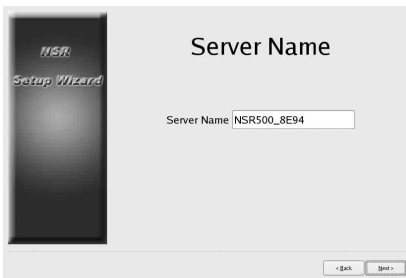 NSR
Setup Wizard
Server Name
Server Name NSR500_8E94
< Back
Next >